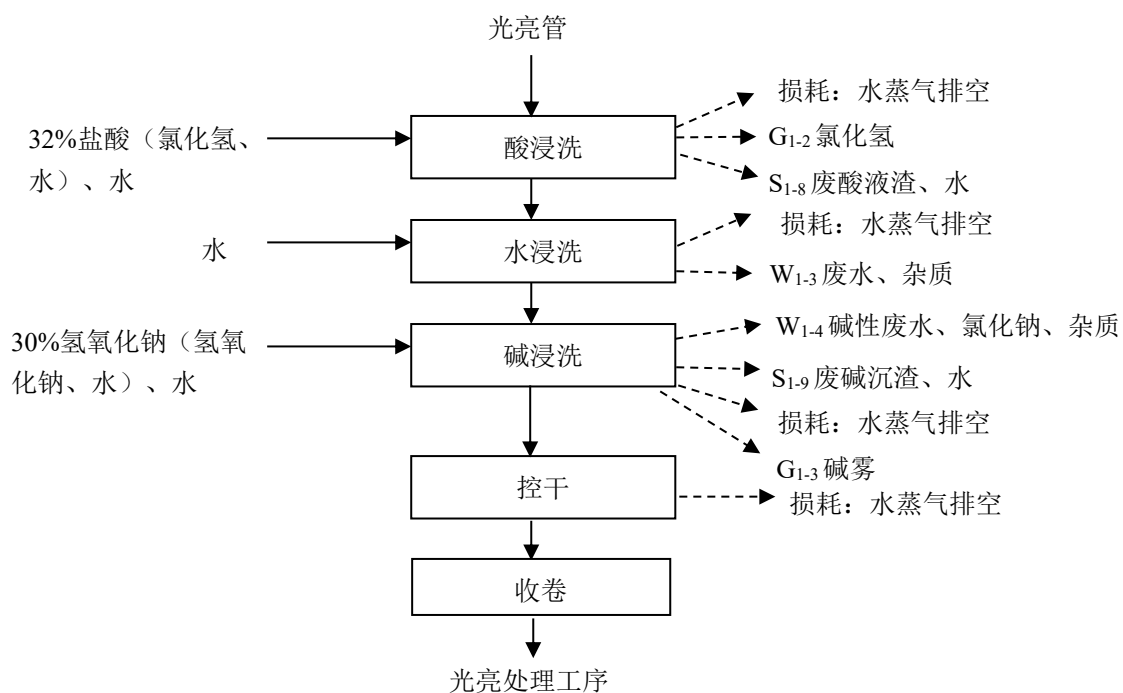 光亮管
损耗：水蒸气排空
32%盐酸（氯化氢、
水）、水
酸浸洗
G1-2 氯化氢
S1-8 废酸液渣、水
损耗：水蒸气排空
水
水浸洗
W1-3 废水、杂质
W1-4 碱性废水、氯化钠、杂质
30%氢氧化钠（氢氧
化钠、水）、水
碱浸洗
S1-9 废碱沉渣、水
损耗：水蒸气排空
G1-3 碱雾
控干
损耗：水蒸气排空
收卷
光亮处理工序